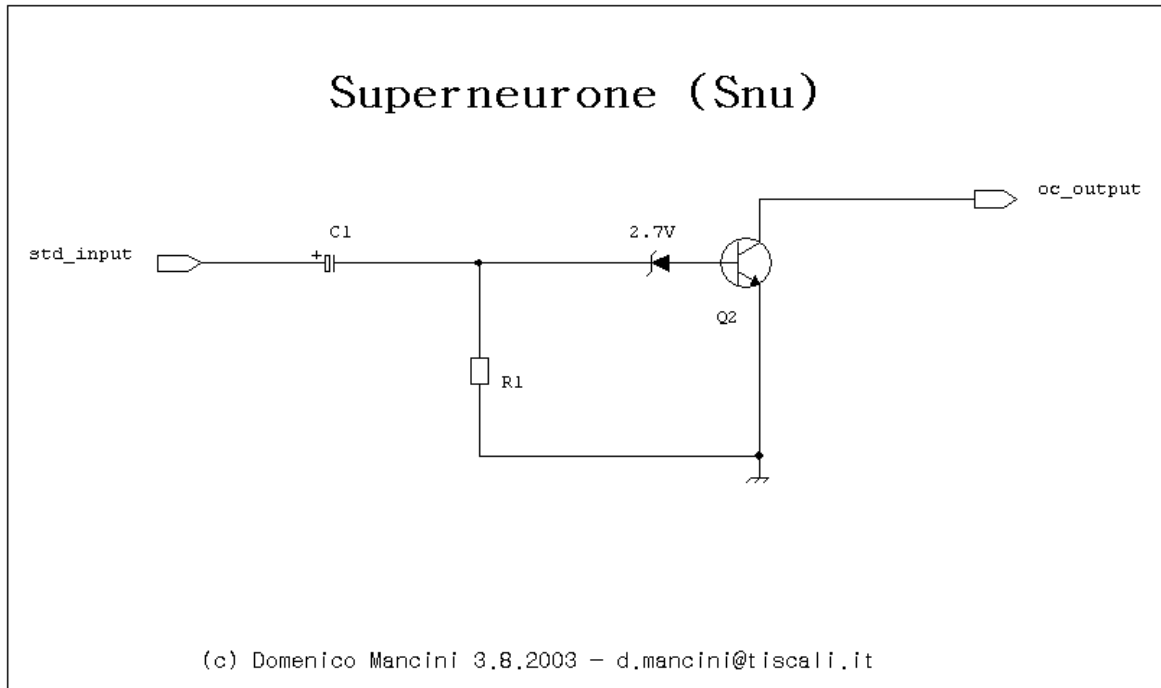 Superneurone (Snu)
oc_output
C1
2.7V
std_input
+
Q2
R1
(c) Domenico Mancini 3.8.2003 – d.mancini@tiscali.it